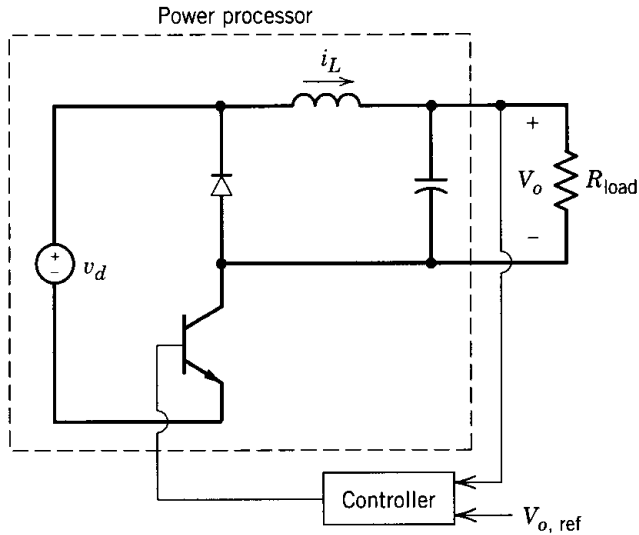 Power processor
i_L
+
V_o
−
R_load
+
−
v_d
Controller
V_o, ref